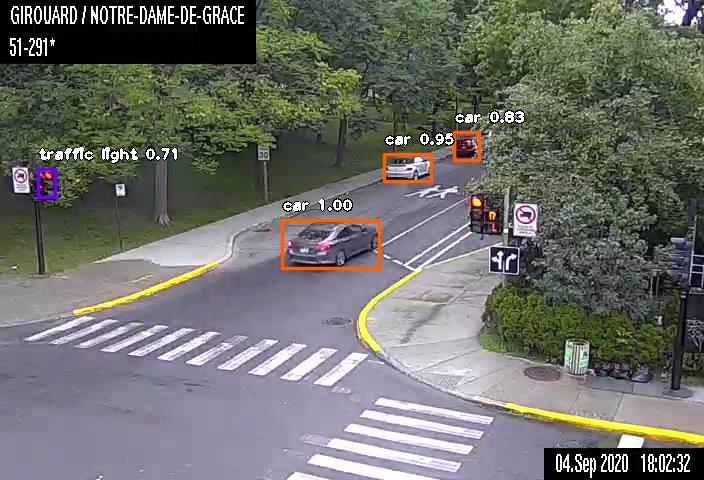 GIROUARD / NOTRE-DAME-DE-GRACE
51-291*
car 0.83
car 0.95
traffic light 0.71
30
car 1.00
04.Sep 2020 18:02:32